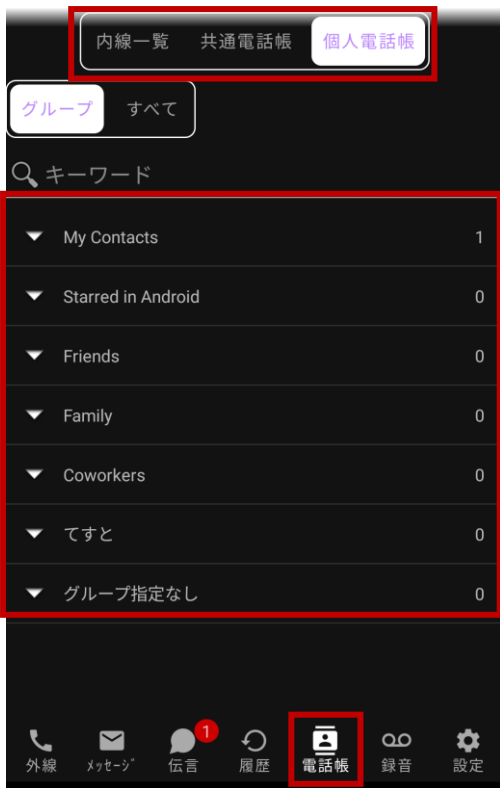 内線一覧 共通電話帳 個人電話帳
グループ すべて
キーワード
My Contacts 1
Starred in Android 0
Friends 0
Family 0
Coworkers 0
てすと 0
グループ指定なし 0
1
外線 ﾒｯｾｰｼﾞ 伝言 履歴 電話帳 録音 設定